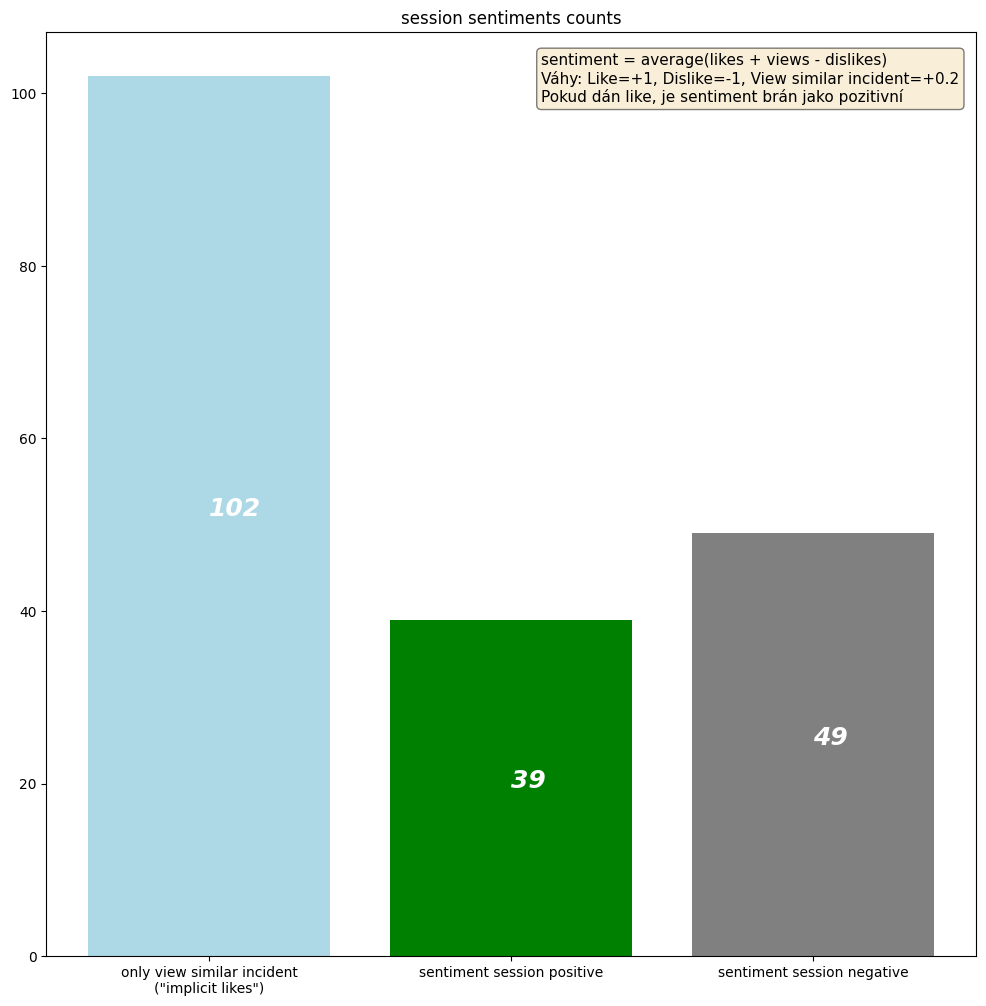 session sentiments counts
sentiment = average(likes + views - dislikes)
Váhy: Like=+1, Dislike=-1, View similar incident=+0.2
Pokud dán like, je sentiment brán jako pozitivní
100
80
60
40
20
0
102
39
49
only view similar incident
("implicit likes")
sentiment session positive
sentiment session negative